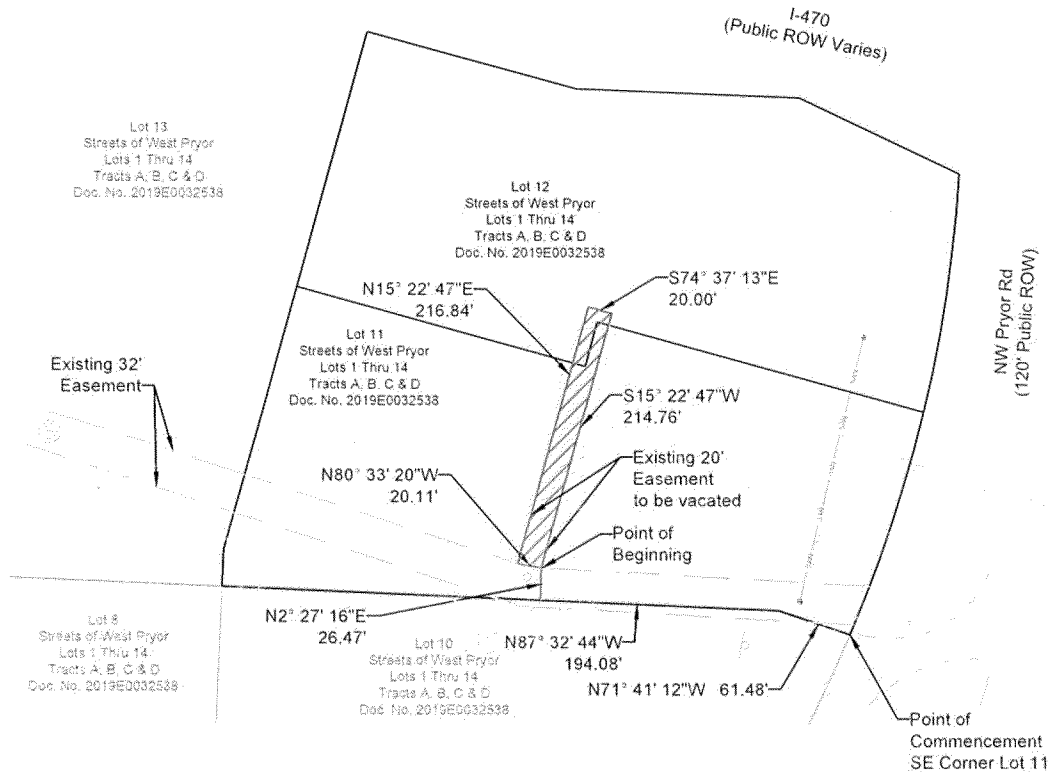 I-470
(Public ROW Varies)
Lot 13
Streets of West Pryor
Lots 1 Thru 14
Tracts A, B, C & D
Doc. No. 2019E0032538
Lot 12
Streets of West Pryor
Lots 1 Thru 14
Tracts A, B, C & D
Doc. No. 2019E0032538
S74° 37' 13"E
20.00'
N15° 22' 47"E
216.84'
NW Pryor Rd
(120' Public ROW)
Lot 11
Streets of West Pryor
Lots 1 Thru 14
Tracts A, B, C & D
Doc. No. 2019E0032538
Existing 32'
Easement
S15° 22' 47"W
214.76'
Existing 20'
Easement
to be vacated
N80° 33' 20"W
20.11'
Point of
Beginning
N2° 27' 16"E
26.47'
Lot 8
Streets of West Pryor
Lots 1 Thru 14
Tracts A, B, C & D
Doc. No. 2019E0032538
Lot 10
Streets of West Pryor
Lots 1 Thru 14
Tracts A, B, C & D
Doc. No. 2019E0032538
N87° 32' 44"W
194.08'
N71° 41' 12"W 61.48'
Point of
Commencement
SE Corner Lot 11